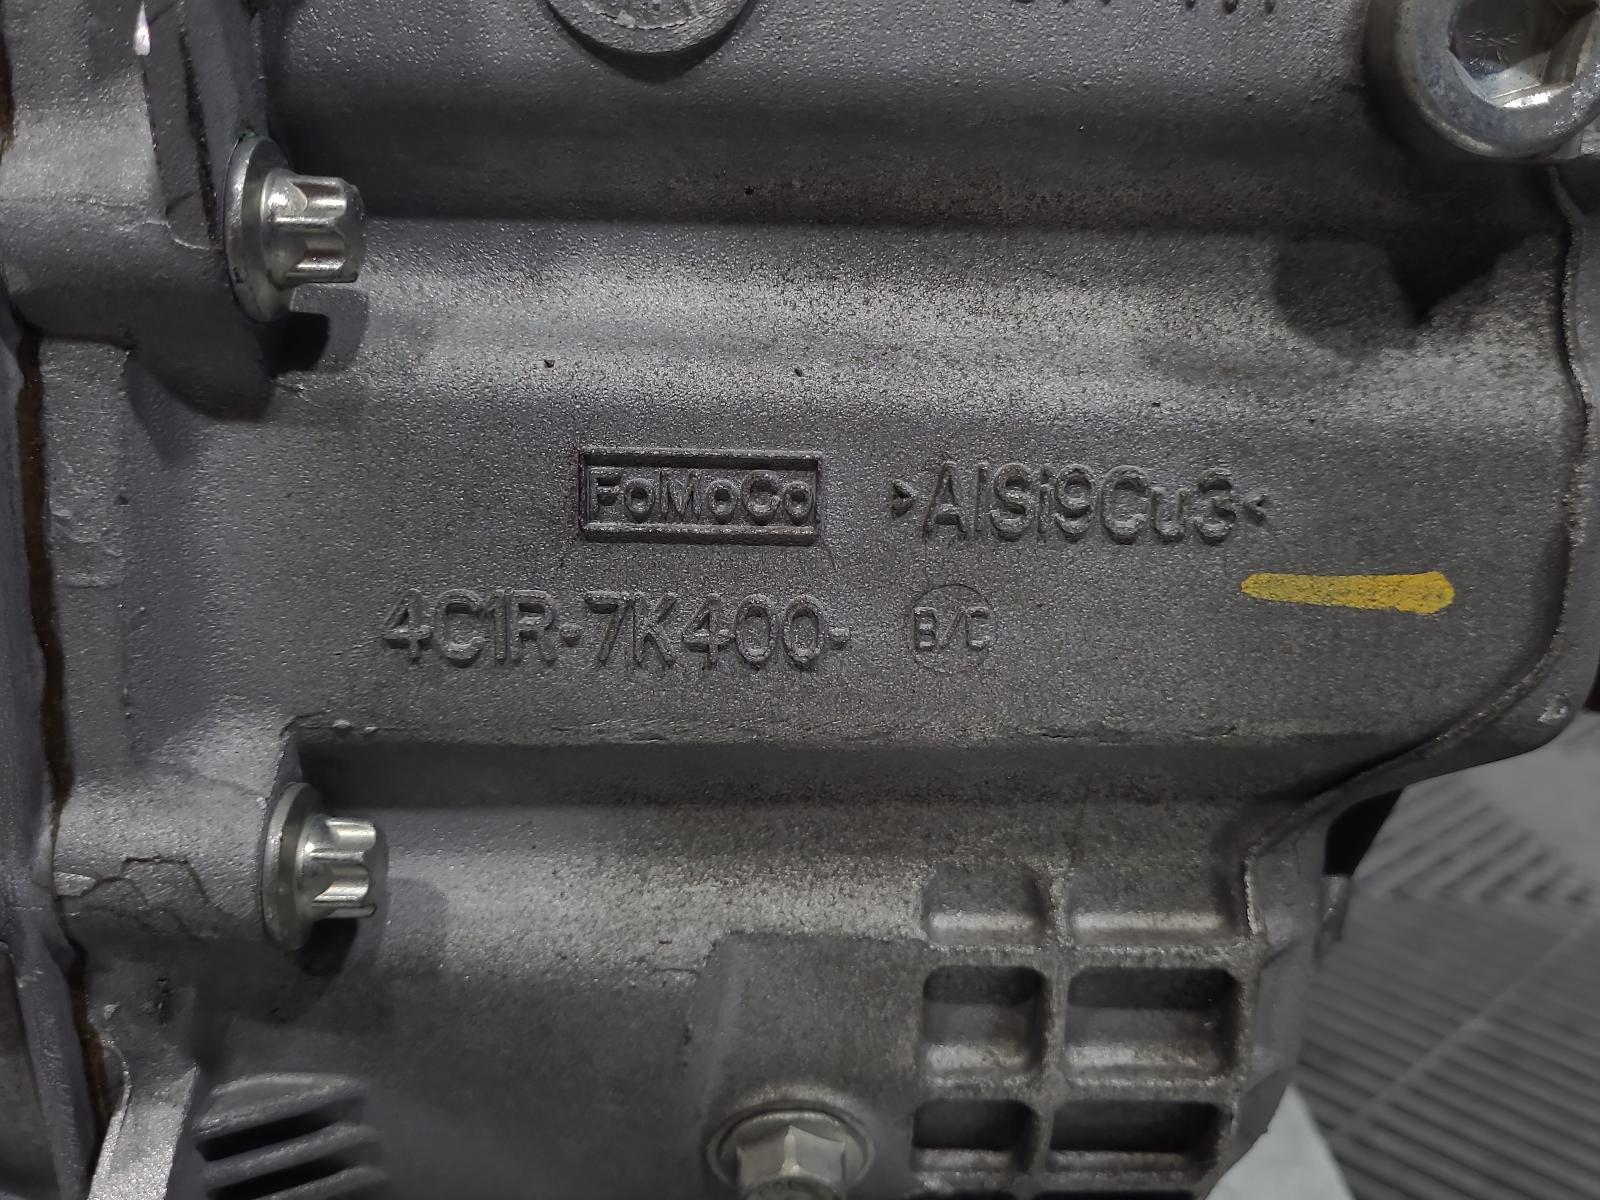 FoMoCo >AlSi9Cu3<
4C1R-7K400- B/C